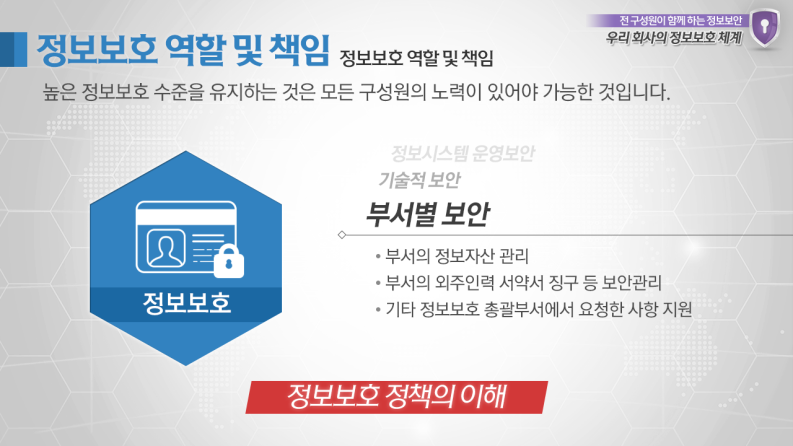 전 구성원이 함께 하는 정보보안
우리 회사의 정보보호 체계
정보보호 역할 및 책임 정보보호 역할 및 책임
높은 정보보호 수준을 유지하는 것은 모든 구성원의 노력이 있어야 가능한 것입니다.
정보시스템 운영보안
기술적 보안
부서별 보안
• 부서의 정보자산 관리
• 부서의 외주인력 서약서 징구 등 보안관리
• 기타 정보보호 총괄부서에서 요청한 사항 지원
정보보호
정보보호 정책의 이해